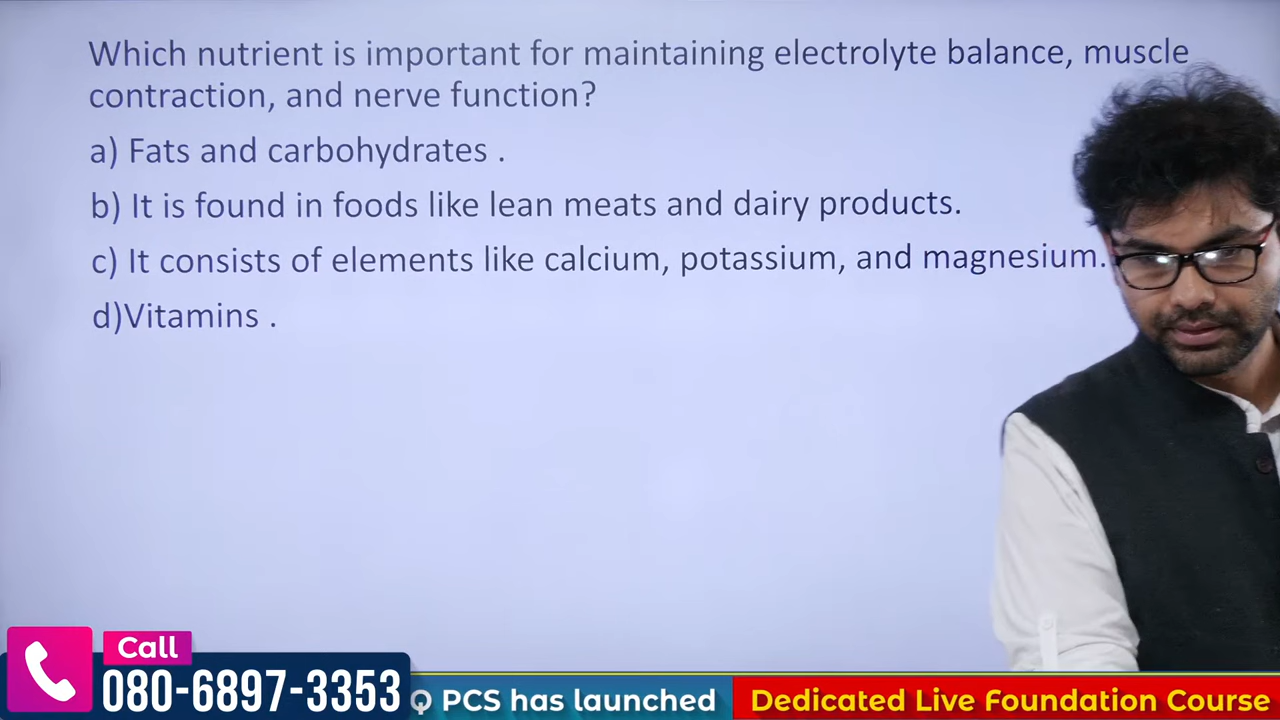 Which nutrient is important for maintaining electrolyte balance, muscle
contraction, and nerve function?
a) Fats and carbohydrates .
b) It is found in foods like lean meats and dairy products.
c) It consists of elements like calcium, potassium, and magnesium.
d)Vitamins .
Call
080-6897-3353
Q PCS has launched
Dedicated Live Foundation Course